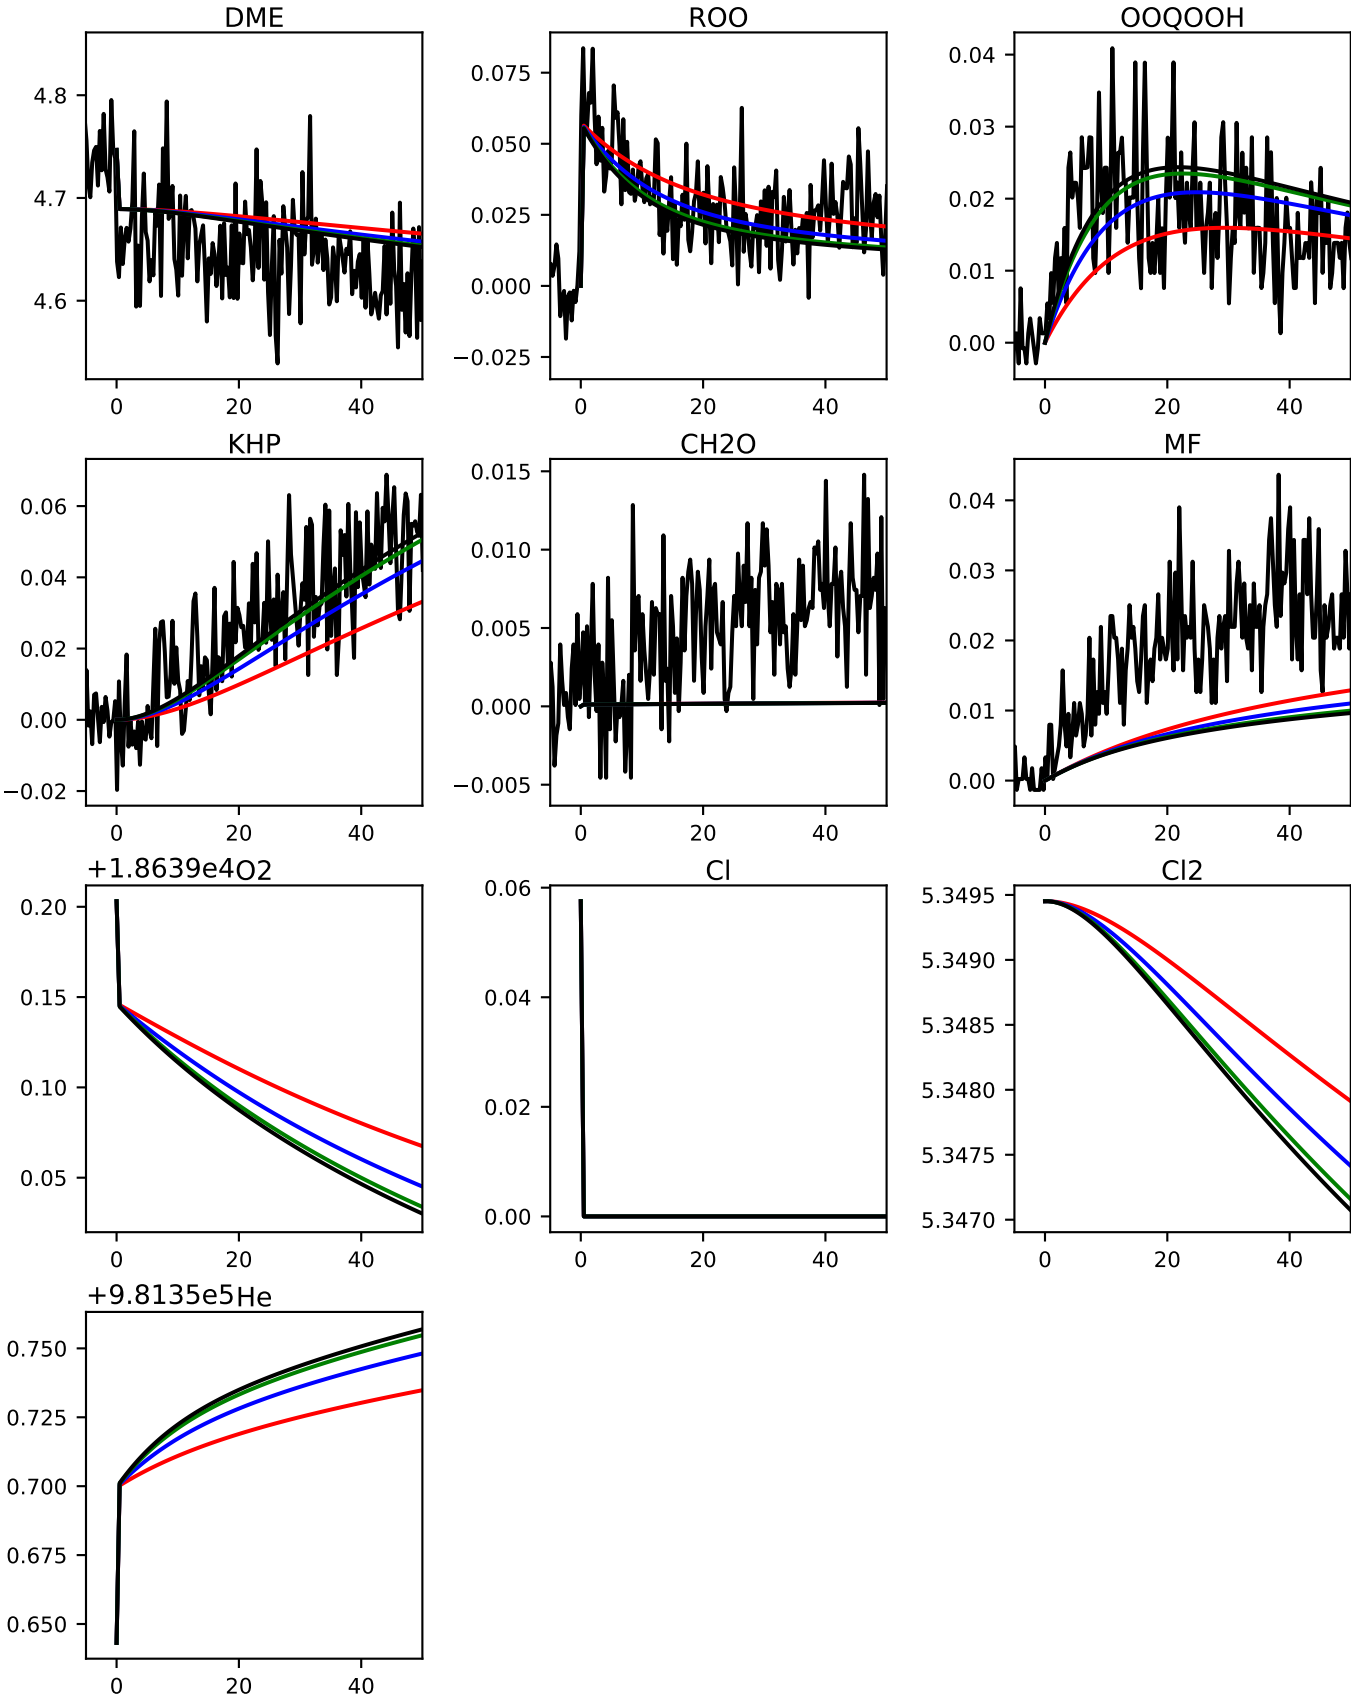 DME ROO OOQOOH
4.8 0.075 0.04
0.050 0.03
4.7 0.025 0.02
0.000 0.01
4.6 −0.025 0.00
0 20 40 0 20 40 0 20 40
KHP CH2O MF
0.06 0.015 0.04
0.04 0.010 0.03
0.02 0.005 0.02
0.00 0.000 0.01
−0.02 −0.005 0.00
0 20 40 0 20 40 0 20 40
+1.8639e4 O2 Cl Cl2
0.20 0.06 5.3495
0.15 0.04 5.3490
0.10 0.02 5.3485
0.05 0.00 5.3480
5.3475
5.3470
0 20 40 0 20 40 0 20 40
+9.8135e5 He
0.750
0.725
0.700
0.675
0.650
0 20 40